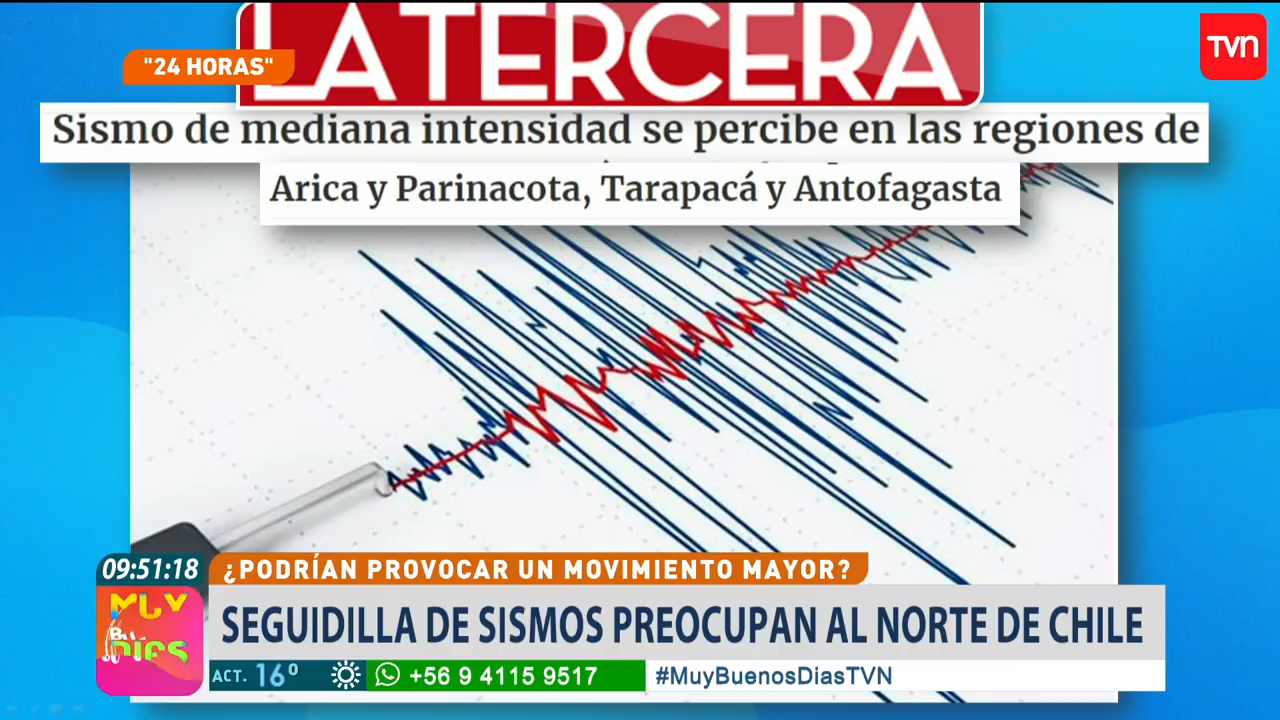 LA TERCERA
"24 HORAS"
TVN
Sismo de mediana intensidad se percibe en las regiones de
Arica y Parinacota, Tarapacá y Antofagasta
09:51:18
¿PODRÍAN PROVOCAR UN MOVIMIENTO MAYOR?
MUY
SEGUIDILLA DE SISMOS PREOCUPAN AL NORTE DE CHILE
ACT. 16°
+56 9 4115 9517
#MuyBuenosDiasTVN